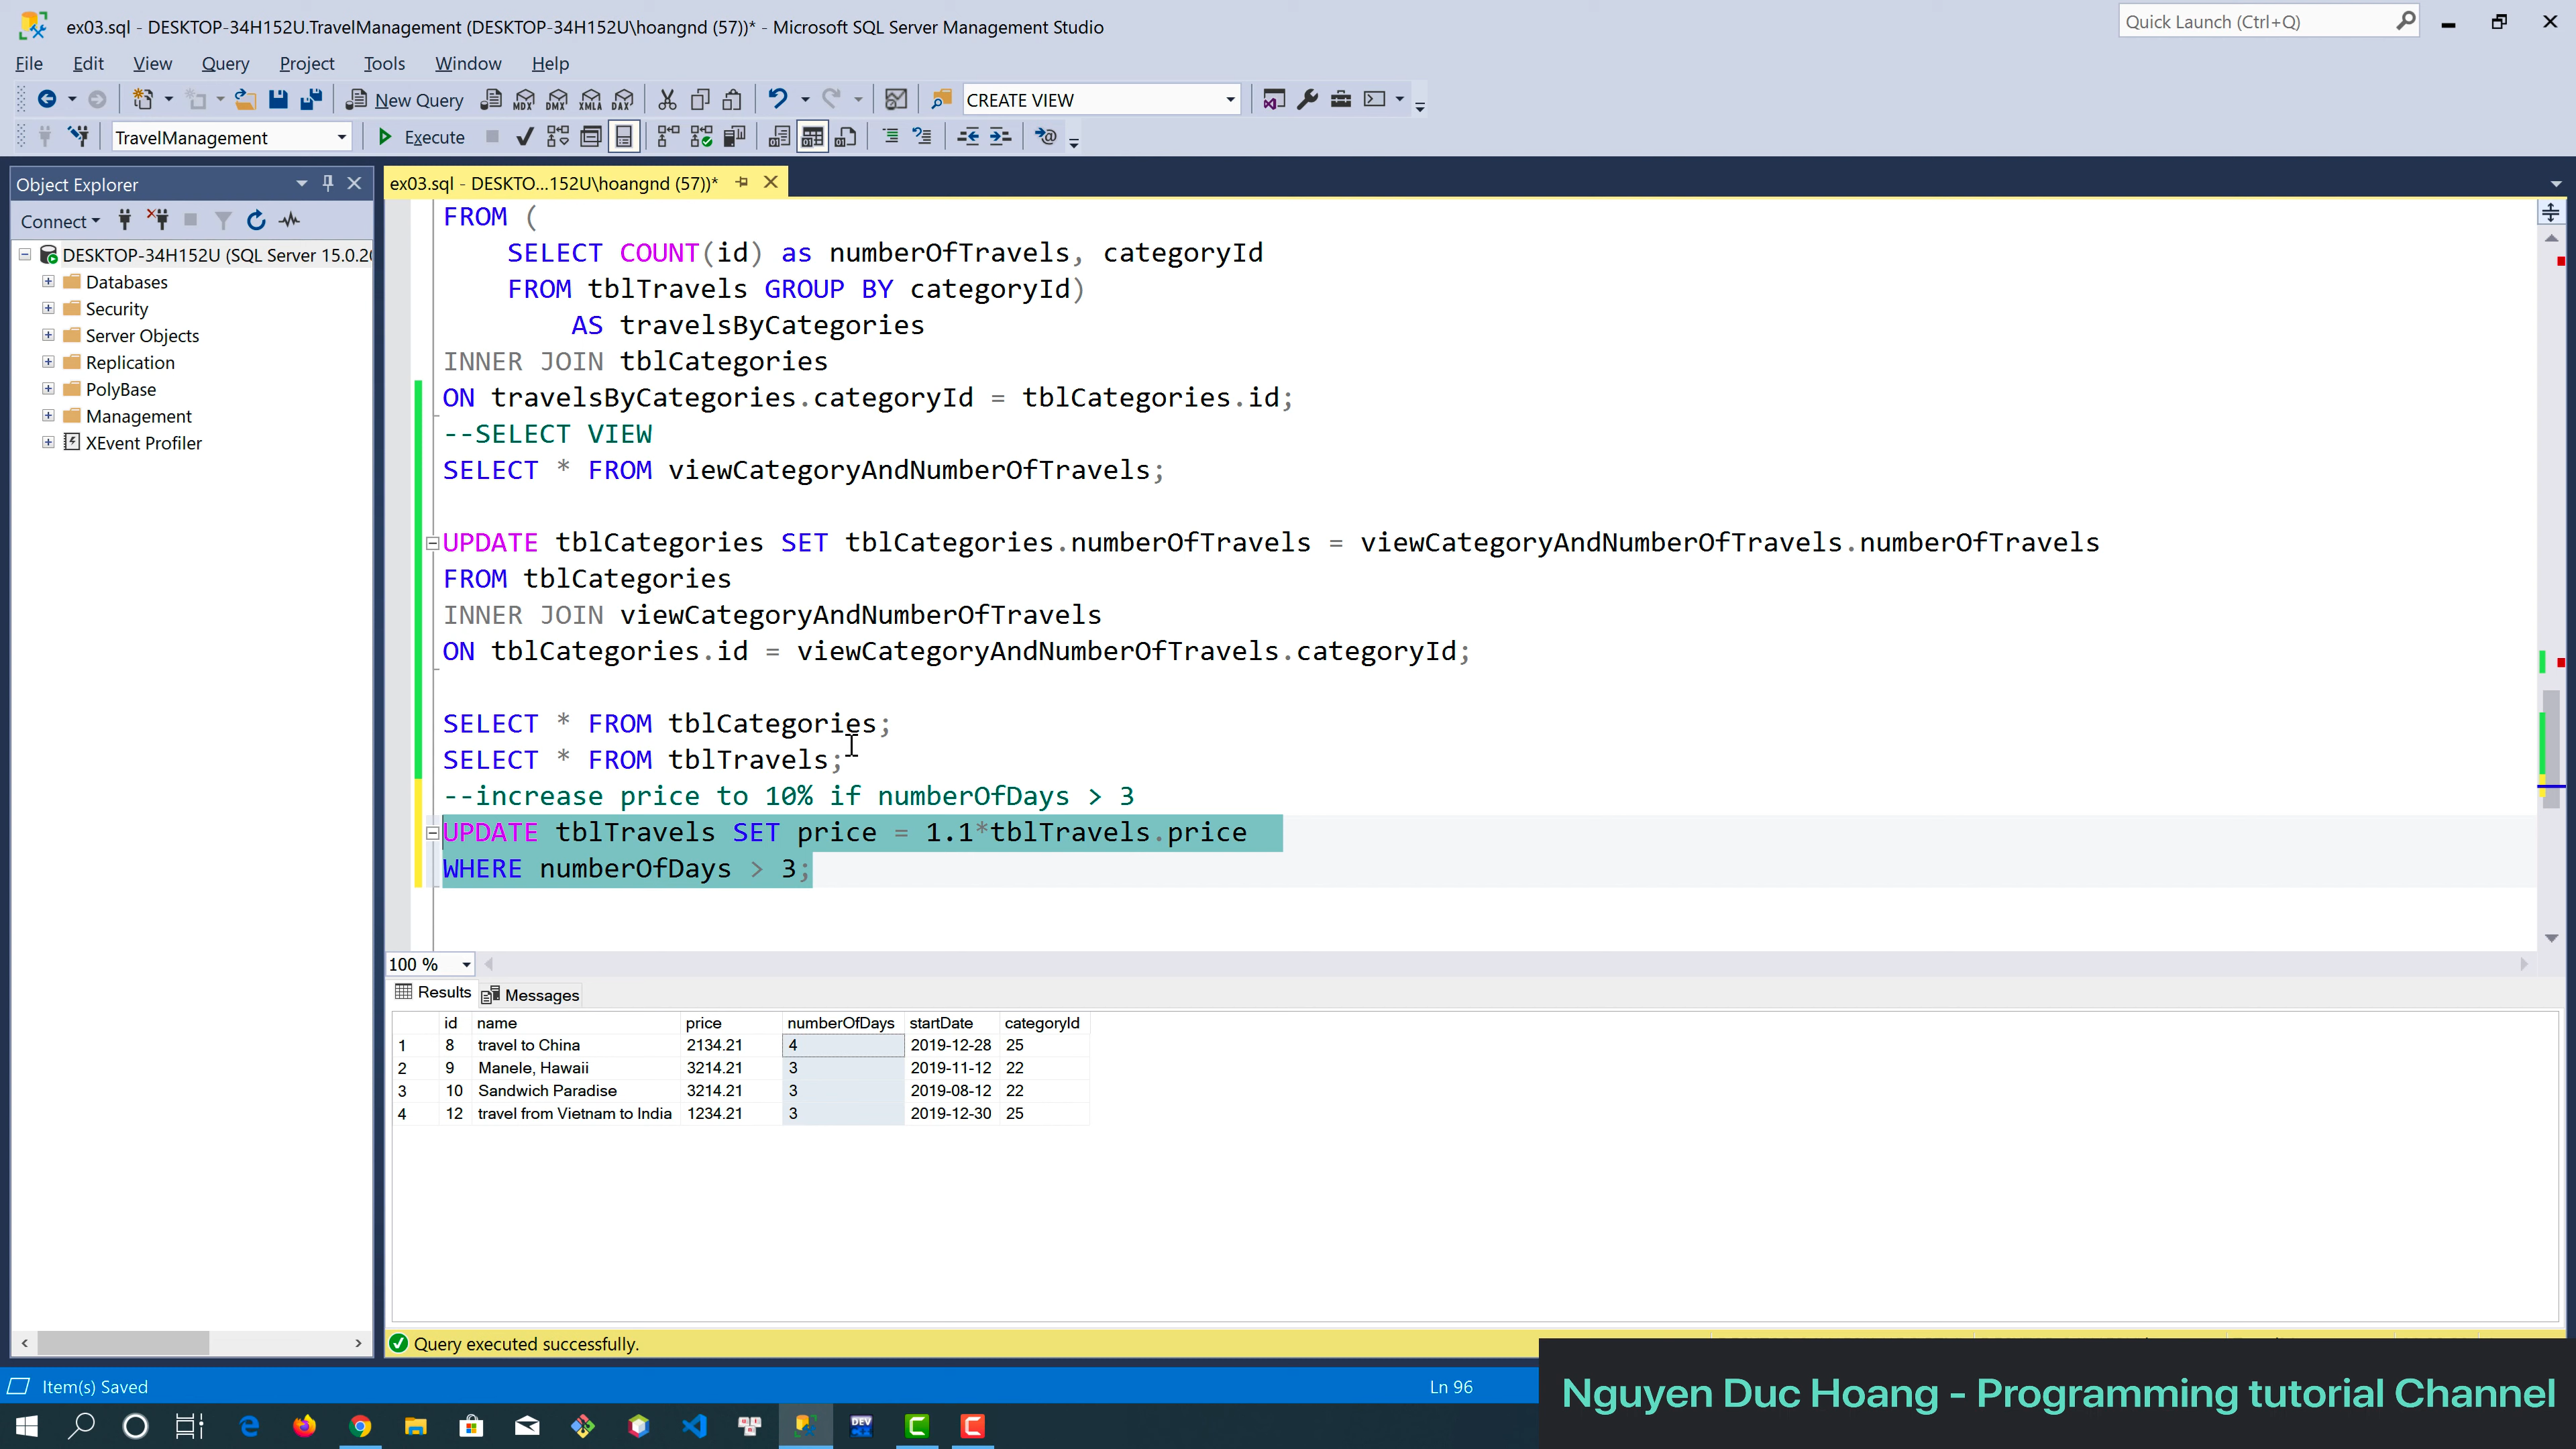 ex03.sql - DESKTOP-34H152U.TravelManagement (DESKTOP-34H152U\hoangnd (57))* - Microsoft SQL Server Management Studio
Quick Launch (Ctrl+Q)
File Edit View Query Project Tools Window Help
New Query
MDX DMX XMLA DAX
CREATE VIEW
TravelManagement
Execute
Object Explorer
Connect
DESKTOP-34H152U (SQL Server 15.0.20
Databases
Security
Server Objects
Replication
PolyBase
Management
XEvent Profiler
ex03.sql - DESKTO...152U\hoangnd (57))*
FROM (
SELECT COUNT(id) as numberOfTravels, categoryId
FROM tblTravels GROUP BY categoryId)
AS travelsByCategories
INNER JOIN tblCategories
ON travelsByCategories.categoryId = tblCategories.id;
--SELECT VIEW
SELECT * FROM viewCategoryAndNumberOfTravels;
UPDATE tblCategories SET tblCategories.numberOfTravels = viewCategoryAndNumberOfTravels.numberOfTravels
FROM tblCategories
INNER JOIN viewCategoryAndNumberOfTravels
ON tblCategories.id = viewCategoryAndNumberOfTravels.categoryId;
SELECT * FROM tblCategories;
SELECT * FROM tblTravels;
--increase price to 10% if numberOfDays > 3
UPDATE tblTravels SET price = 1.1*tblTravels.price
WHERE numberOfDays > 3;
100 %
Results Messages
id name price numberOfDays startDate categoryId
1 8 travel to China 2134.21 4 2019-12-28 25
2 9 Manele, Hawaii 3214.21 3 2019-11-12 22
3 10 Sandwich Paradise 3214.21 3 2019-08-12 22
4 12 travel from Vietnam to India 1234.21 3 2019-12-30 25
Query executed successfully.
Item(s) Saved
Ln 96
Nguyen Duc Hoang - Programming tutorial Channel
DEV